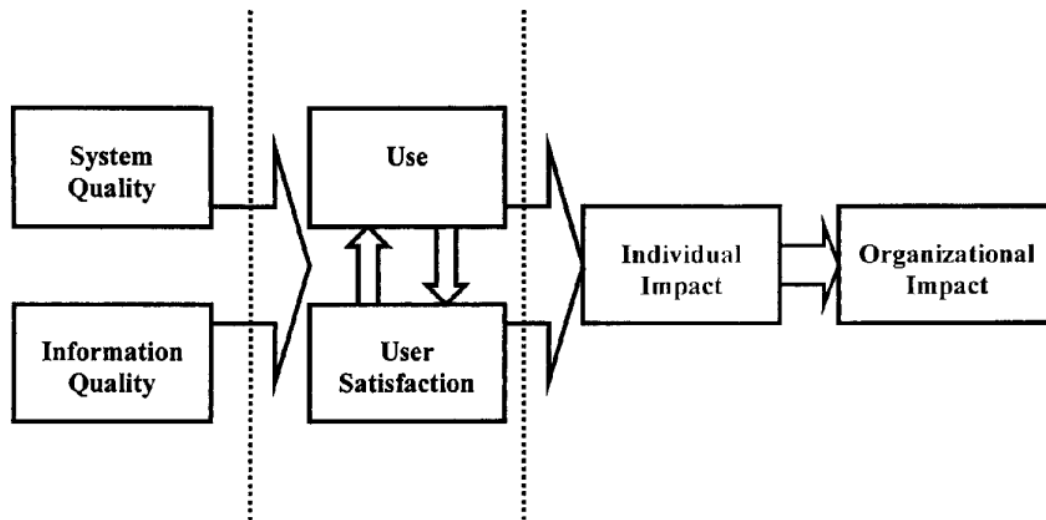 System
Quality
Use
Individual
Impact
Organizational
Impact
Information
Quality
User
Satisfaction